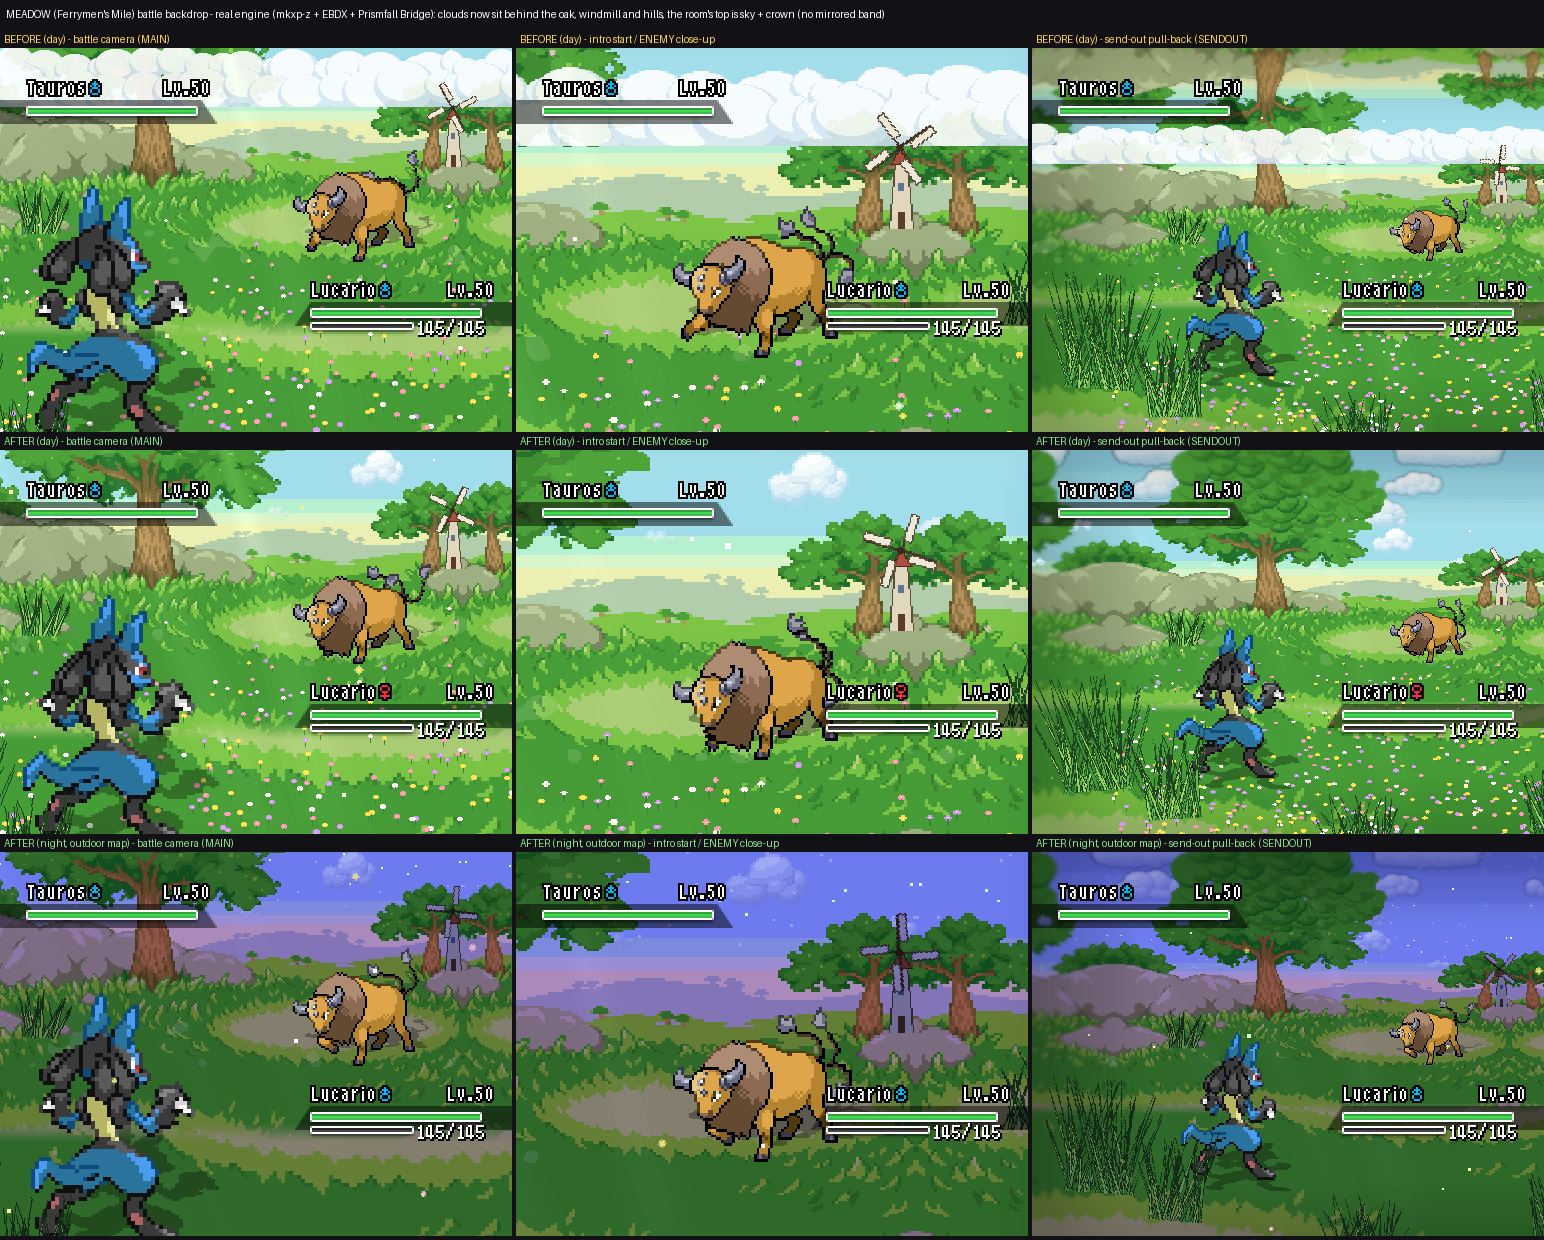 MEADOW (Ferrymen's Mile) battle backdrop - real engine (mkxp-z + EBDX + Prismfall Bridge): clouds now sit behind the oak, windmill and hills, the room's top is sky + crown (no mirrored band)
BEFORE (day) - battle camera (MAIN)
BEFORE (day) - intro start / ENEMY close-up
BEFORE (day) - send-out pull-back (SENDOUT)
Tauros♂ Lv.50
Tauros♂ Lv.50
Tauros♂ Lv.50
Lucario♂ Lv.50
145/145
Lucario♂ Lv.50
145/145
Lucario♂ Lv.50
145/145
AFTER (day) - battle camera (MAIN)
AFTER (day) - intro start / ENEMY close-up
AFTER (day) - send-out pull-back (SENDOUT)
Tauros♂ Lv.50
Tauros♂ Lv.50
Tauros♂ Lv.50
Lucario♀ Lv.50
145/145
Lucario♀ Lv.50
145/145
Lucario♀ Lv.50
145/145
AFTER (night, outdoor map) - battle camera (MAIN)
AFTER (night, outdoor map) - intro start / ENEMY close-up
AFTER (night, outdoor map) - send-out pull-back (SENDOUT)
Tauros♂ Lv.50
Tauros♂ Lv.50
Tauros♂ Lv.50
Lucario♂ Lv.50
145/145
Lucario♂ Lv.50
145/145
Lucario♂ Lv.50
145/145